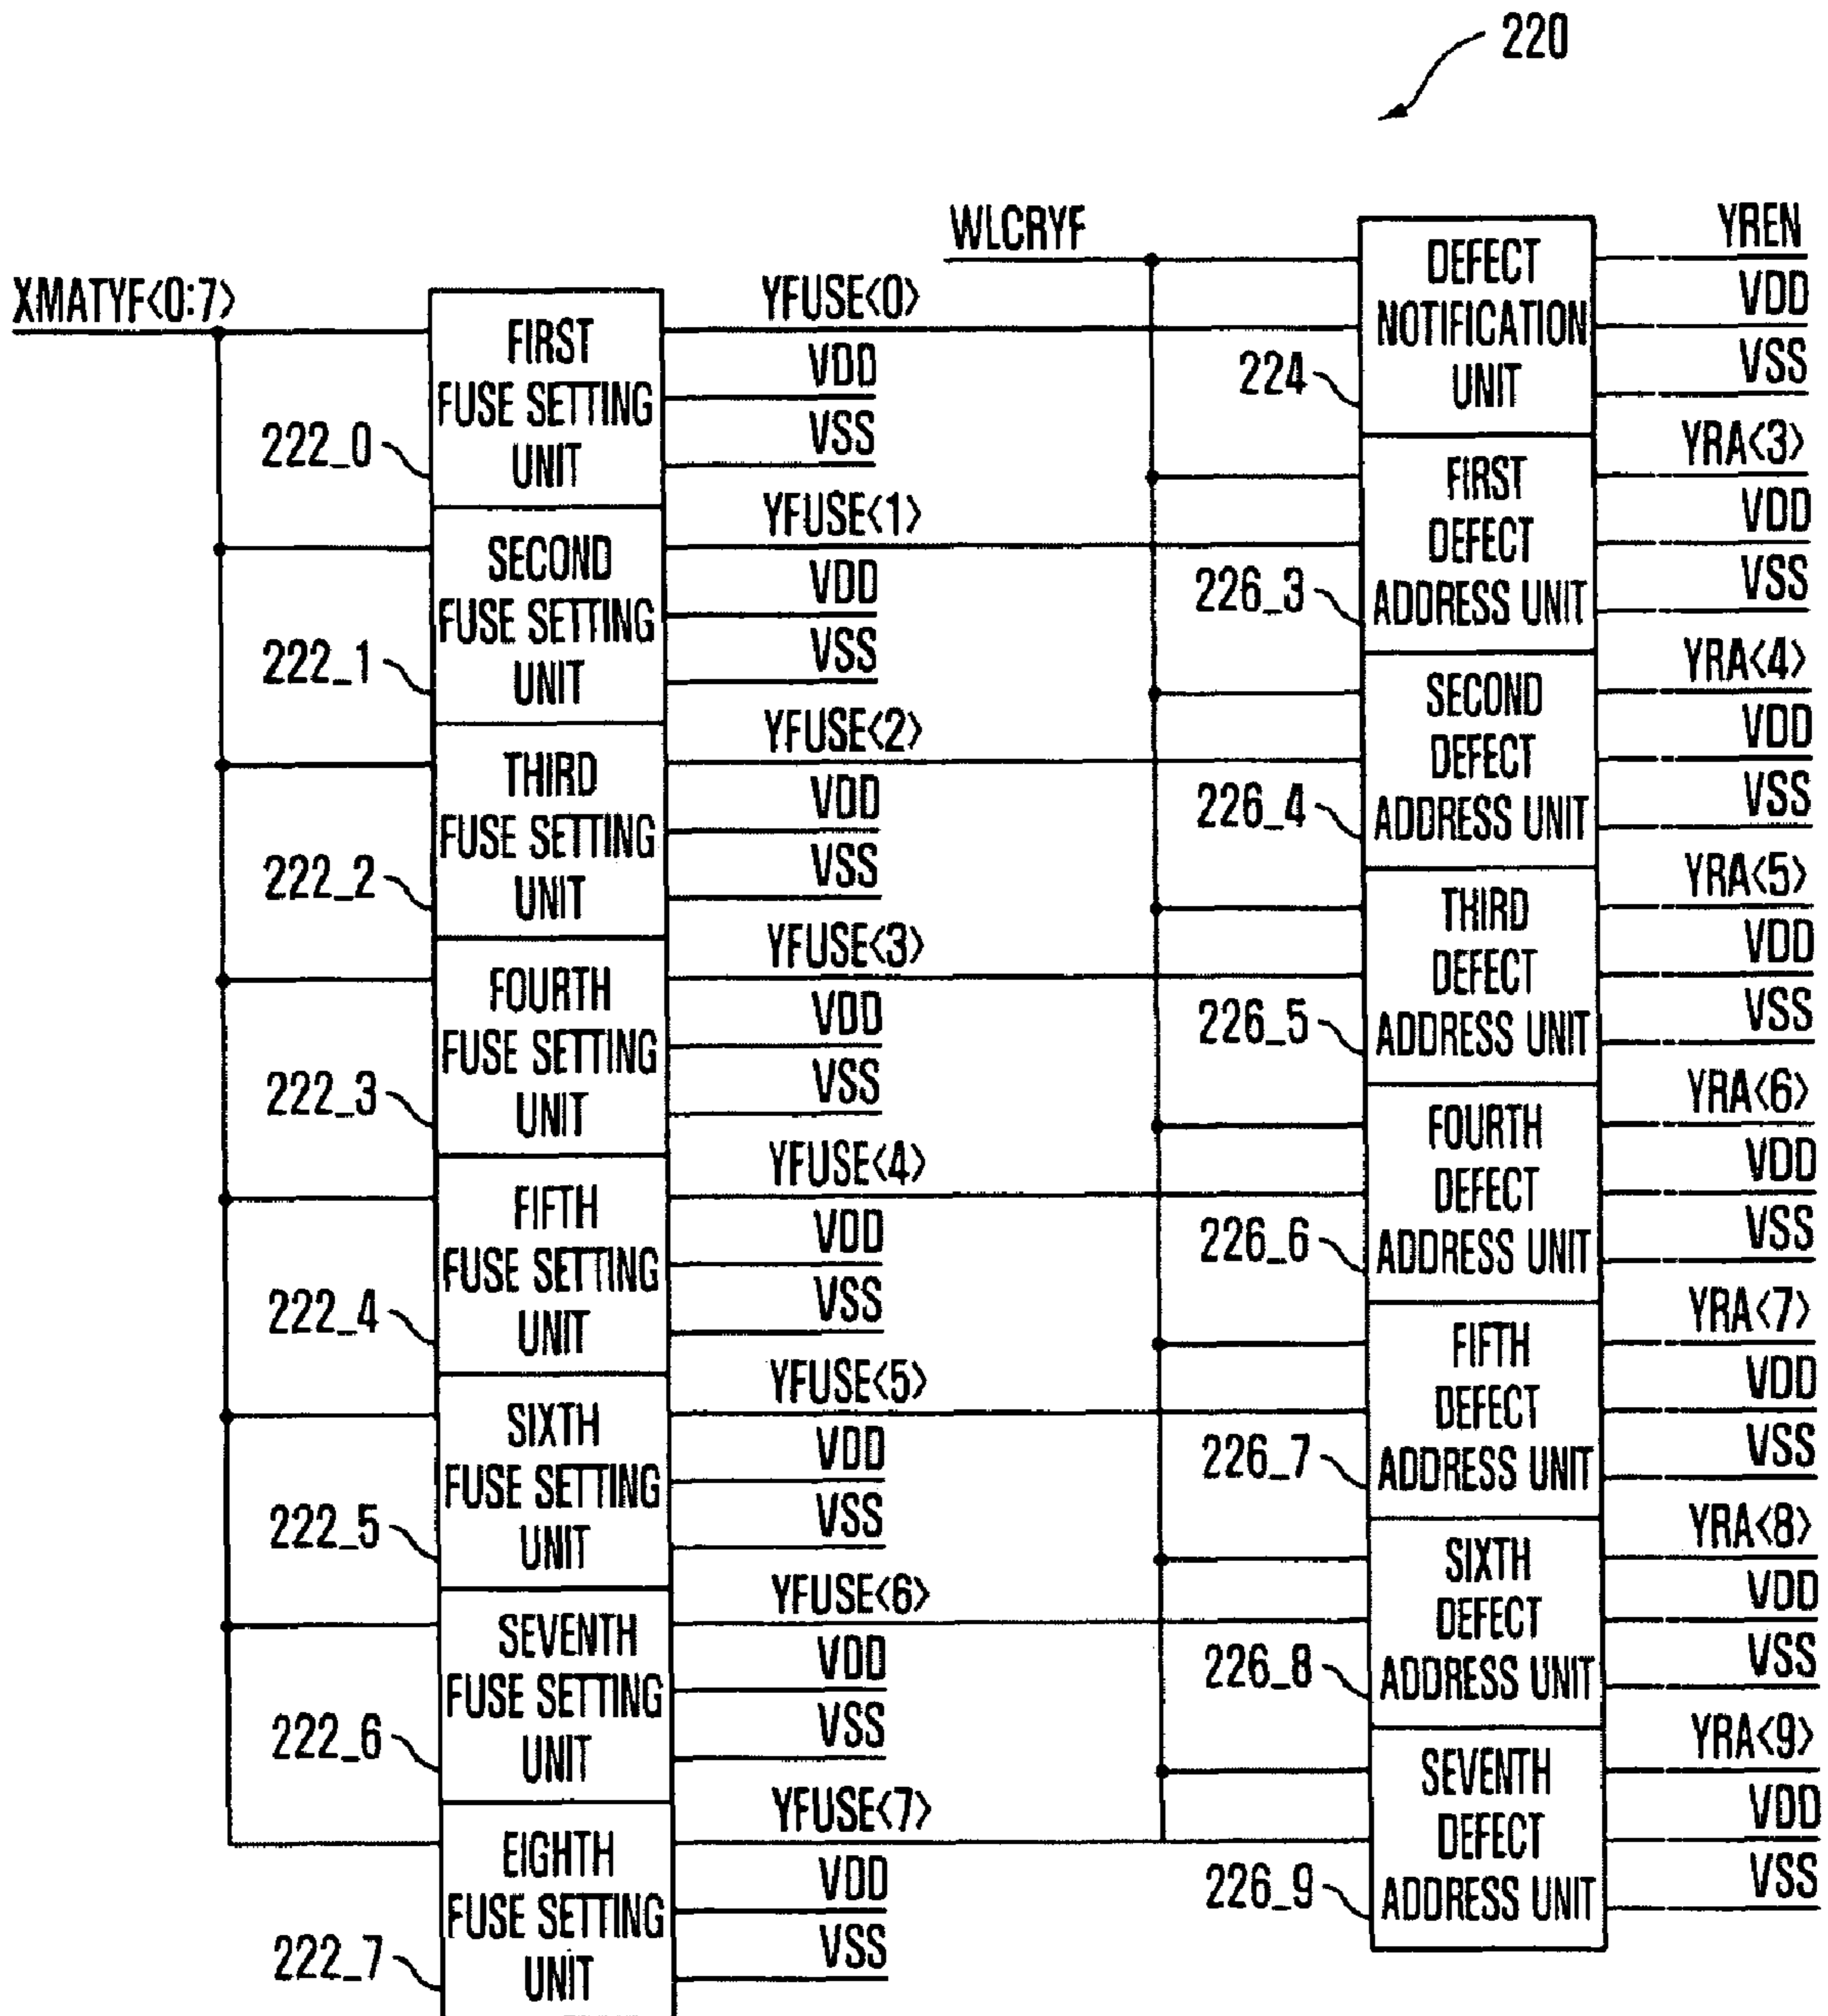 220
XMATYF<0:7>
FIRST
FUSE SETTING
UNIT
222_0
YFUSE<0>
VDD
VSS
SECOND
FUSE SETTING
UNIT
222_1
YFUSE<1>
VDD
VSS
THIRD
FUSE SETTING
UNIT
222_2
YFUSE<2>
VDD
VSS
FOURTH
FUSE SETTING
UNIT
222_3
YFUSE<3>
VDD
VSS
FIFTH
FUSE SETTING
UNIT
222_4
YFUSE<4>
VDD
VSS
SIXTH
FUSE SETTING
UNIT
222_5
YFUSE<5>
VDD
VSS
SEVENTH
FUSE SETTING
UNIT
222_6
YFUSE<6>
VDD
VSS
EIGHTH
FUSE SETTING
UNIT
222_7
YFUSE<7>
VDD
VSS
WLCRYF
DEFECT
NOTIFICATION
UNIT
224
YREN
VDD
VSS
FIRST
DEFECT
ADDRESS UNIT
226_3
YRA<3>
VDD
VSS
SECOND
DEFECT
ADDRESS UNIT
226_4
YRA<4>
VDD
VSS
THIRD
DEFECT
ADDRESS UNIT
226_5
YRA<5>
VDD
VSS
FOURTH
DEFECT
ADDRESS UNIT
226_6
YRA<6>
VDD
VSS
FIFTH
DEFECT
ADDRESS UNIT
226_7
YRA<7>
VDD
VSS
SIXTH
DEFECT
ADDRESS UNIT
226_8
YRA<8>
VDD
VSS
SEVENTH
DEFECT
ADDRESS UNIT
226_9
YRA<9>
VDD
VSS